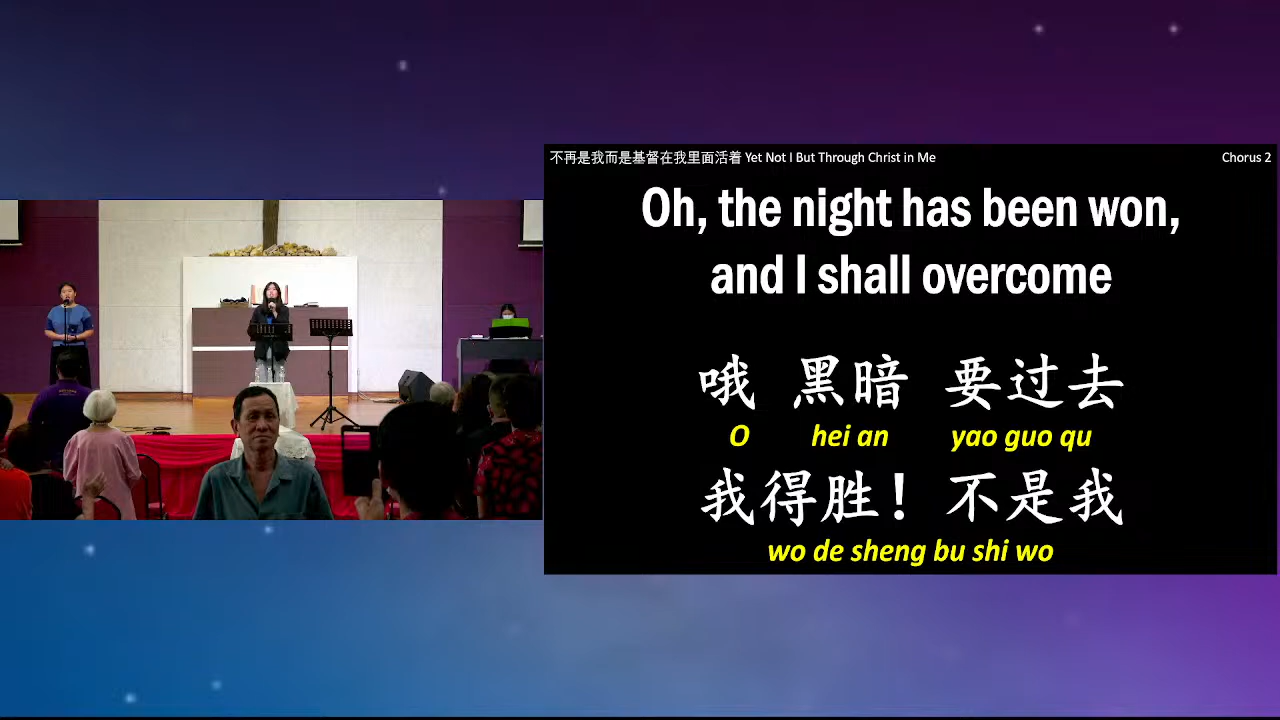 不再是我而是基督在我里面活着 Yet Not I But Through Christ in Me
Chorus 2
Oh, the night has been won,
and I shall overcome
哦 黑暗 要过去
O hei an yao guo qu
我得胜！不是我
wo de sheng bu shi wo